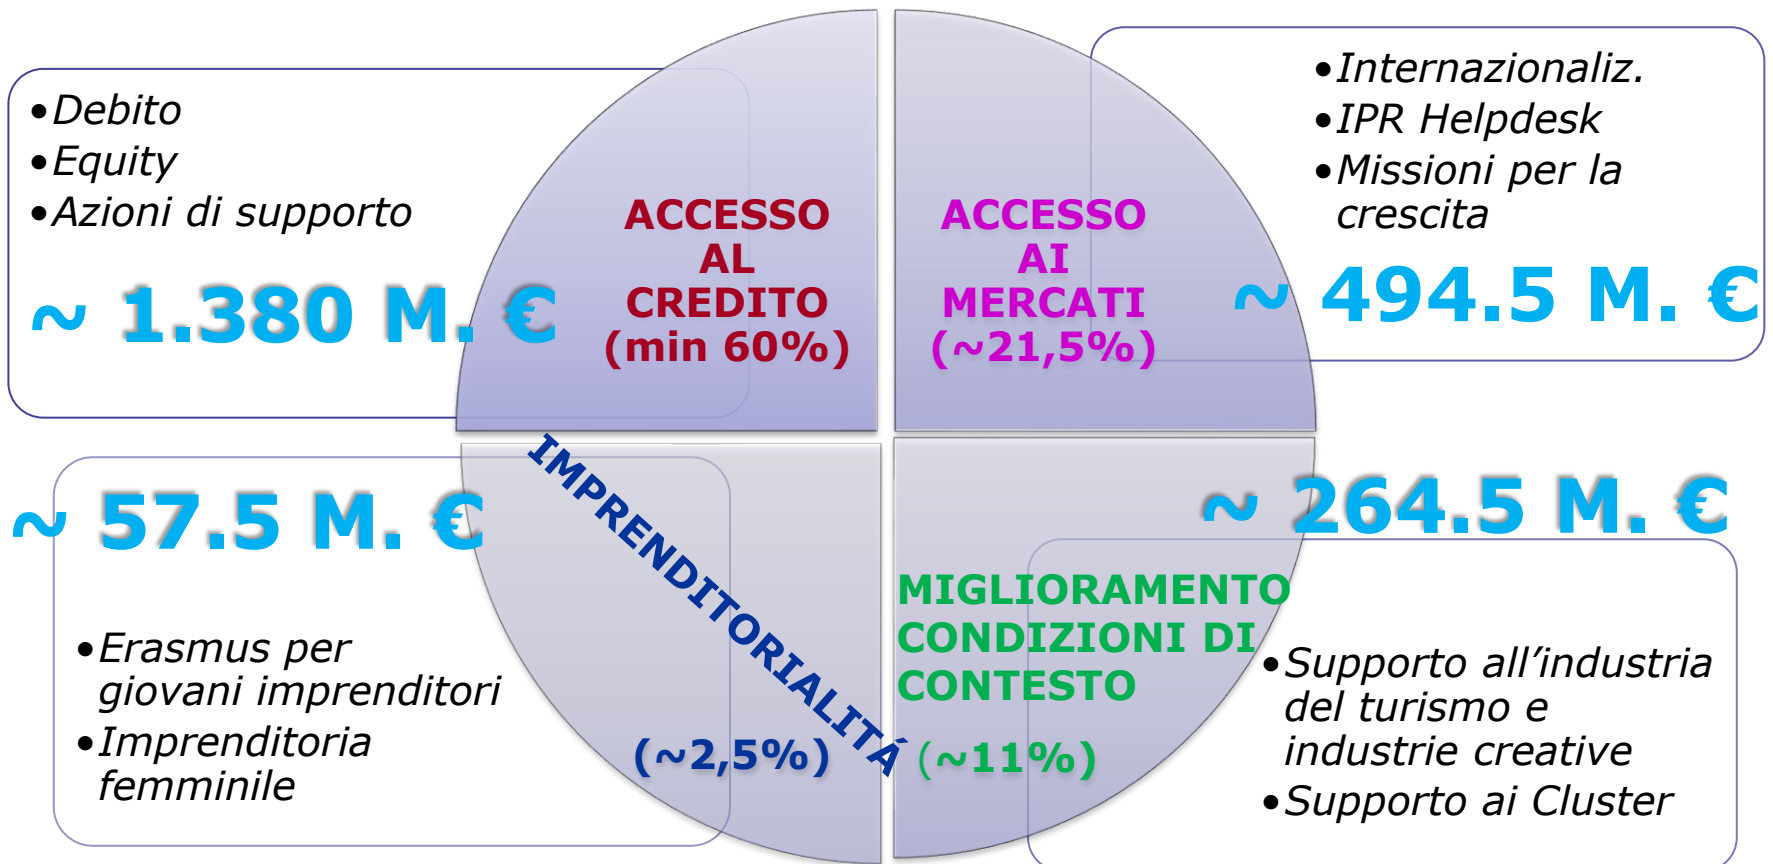 •Debito
•Equity
•Azioni di supporto
~ 1.380 M. €
ACCESSO
AL
CREDITO
(min 60%)
ACCESSO
AI
MERCATI
(~21,5%)
•Internazionaliz.
•IPR Helpdesk
•Missioni per la
crescita
~ 494.5 M. €
~ 57.5 M. €
•Erasmus per
giovani imprenditori
•Imprenditoria
femminile
IMPRENDITORIALITÁ
(~2,5%)
MIGLIORAMENTO
CONDIZIONI DI
CONTESTO
(~11%)
~ 264.5 M. €
•Supporto all’industria
del turismo e
industrie creative
•Supporto ai Cluster